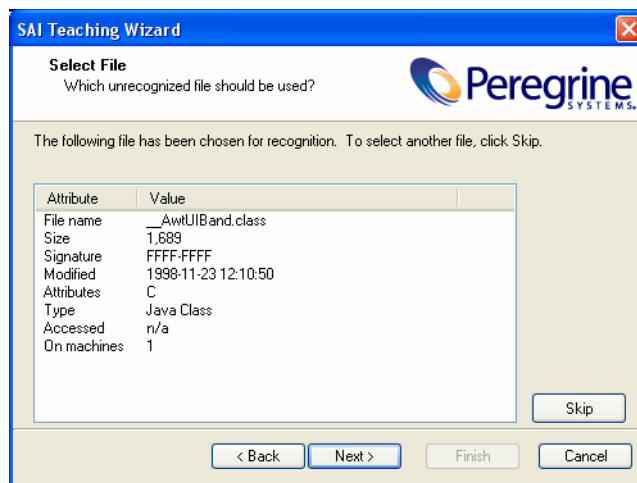 SAI Teaching Wizard
Select File
Which unrecognized file should be used?
Peregrine
SYSTEMS.
The following file has been chosen for recognition. To select another file, click Skip.
Attribute Value
File name __AwtUIBand.class
Size 1,689
Signature FFFF-FFFF
Modified 1998-11-23 12:10:50
Attributes C
Type Java Class
Accessed n/a
On machines 1
Skip
< Back Next > Finish Cancel